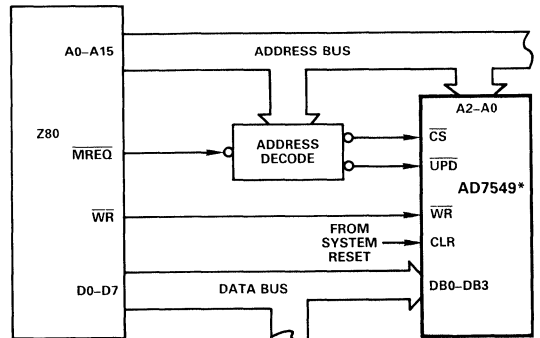 A0–A15
ADDRESS BUS
A2–A0
Z80
MREQ
ADDRESS
DECODE
CS
UPD
AD7549*
WR
WR
FROM
SYSTEM
RESET
CLR
D0–D7
DATA BUS
DB0–DB3